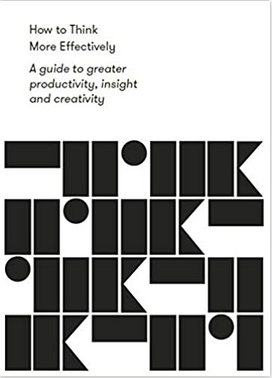 How to Think
More Effectively
A guide to greater
productivity, insight
and creativity